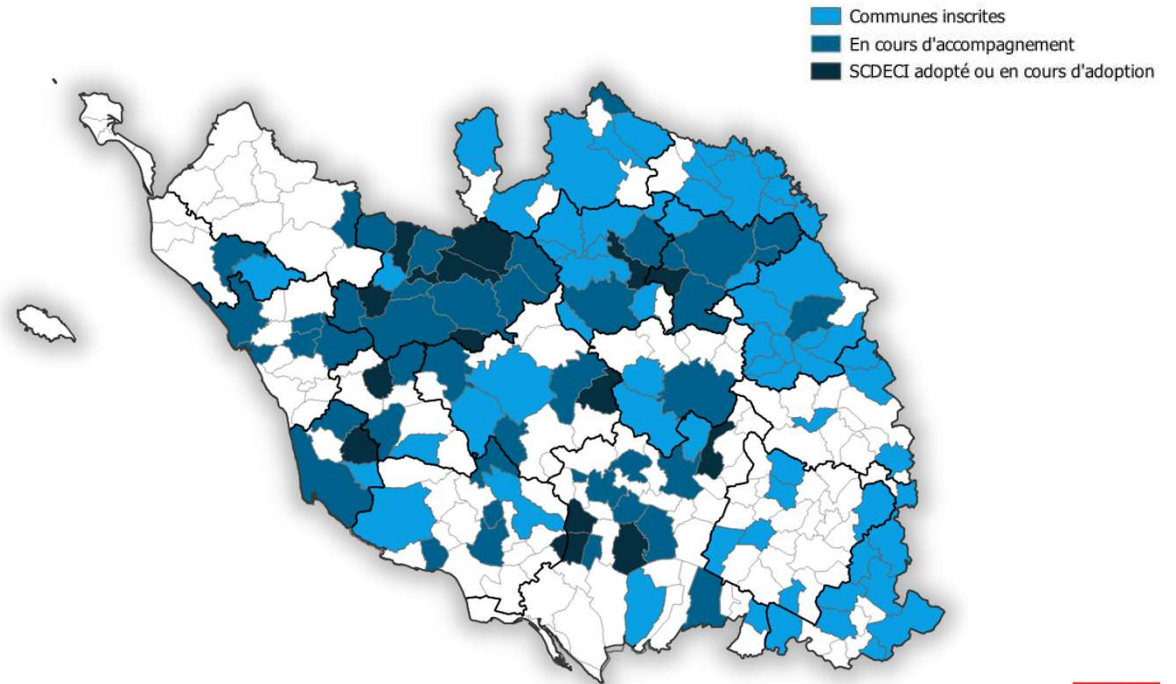 Communes inscrites
En cours d'accompagnement
SCDECI adopté ou en cours d'adoption